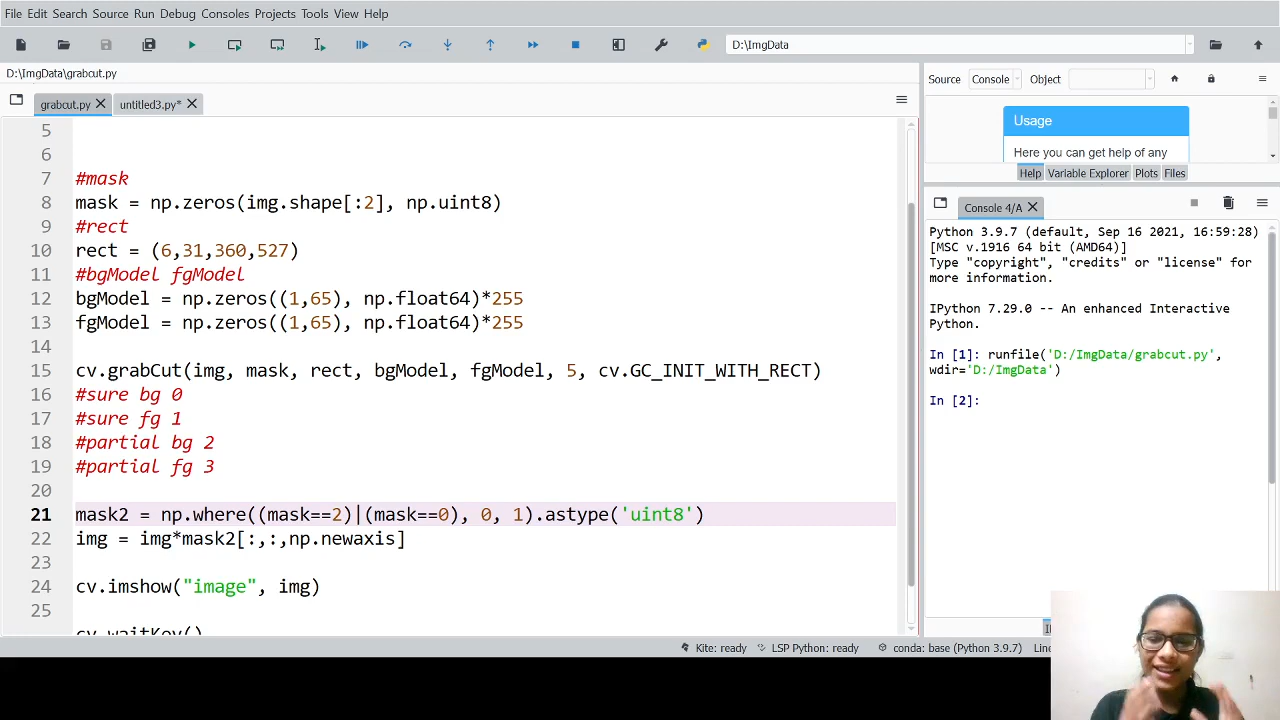 File Edit Search Source Run Debug Consoles Projects Tools View Help
D:\ImgData
D:\ImgData\grabcut.py
grabcut.py
untitled3.py*
5
6
7 #mask
8 mask = np.zeros(img.shape[:2], np.uint8)
9 #rect
10 rect = (6,31,360,527)
11 #bgModel fgModel
12 bgModel = np.zeros((1,65), np.float64)*255
13 fgModel = np.zeros((1,65), np.float64)*255
14
15 cv.grabCut(img, mask, rect, bgModel, fgModel, 5, cv.GC_INIT_WITH_RECT)
16 #sure bg 0
17 #sure fg 1
18 #partial bg 2
19 #partial fg 3
20
21 mask2 = np.where((mask==2)|(mask==0), 0, 1).astype('uint8')
22 img = img*mask2[:,:,np.newaxis]
23
24 cv.imshow("image", img)
25
cv.waitKey()
Source Console Object
Usage
Here you can get help of any
Help Variable Explorer Plots Files
Console 4/A
Python 3.9.7 (default, Sep 16 2021, 16:59:28)
[MSC v.1916 64 bit (AMD64)]
Type "copyright", "credits" or "license" for
more information.
IPython 7.29.0 -- An enhanced Interactive
Python.
In [1]: runfile('D:/ImgData/grabcut.py',
wdir='D:/ImgData')
In [2]:
Kite: ready LSP Python: ready conda: base (Python 3.9.7) Line